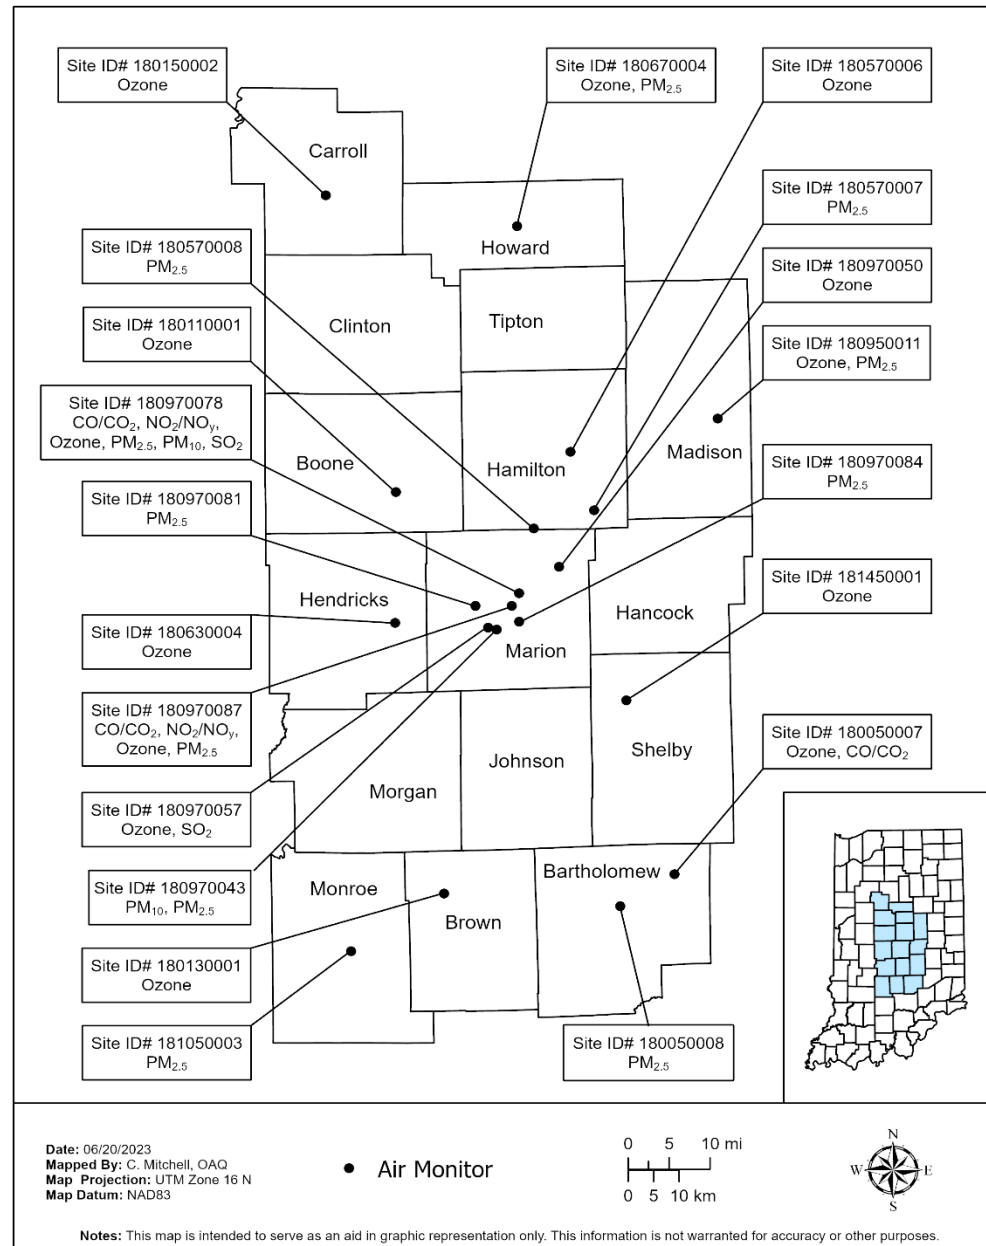 Site ID# 180150002
Ozone
Site ID# 180670004
Ozone, PM₂.₅
Site ID# 180570006
Ozone
Carroll
Site ID# 180570007
PM₂.₅
Howard
Site ID# 180570008
PM₂.₅
Site ID# 180970050
Ozone
Clinton
Tipton
Site ID# 180110001
Ozone
Site ID# 180950011
Ozone, PM₂.₅
Site ID# 180970078
CO/CO₂, NO₂/NOᵧ,
Ozone, PM₂.₅, PM₁₀, SO₂
Boone
Hamilton
Madison
Site ID# 180970084
PM₂.₅
Site ID# 180970081
PM₂.₅
Site ID# 181450001
Ozone
Hendricks
Hancock
Marion
Site ID# 180630004
Ozone
Site ID# 180970087
CO/CO₂, NO₂/NOᵧ,
Ozone, PM₂.₅
Site ID# 180050007
Ozone, CO/CO₂
Shelby
Johnson
Morgan
Site ID# 180970057
Ozone, SO₂
Site ID# 180970043
PM₁₀, PM₂.₅
Monroe
Bartholomew
Brown
Site ID# 180130001
Ozone
Site ID# 181050003
PM₂.₅
Site ID# 180050008
PM₂.₅
Date: 06/20/2023
Mapped By: C. Mitchell, OAQ
Map Projection: UTM Zone 16 N
Map Datum: NAD83
Air Monitor
0 5 10 mi
0 5 10 km
N
W E
S
Notes: This map is intended to serve as an aid in graphic representation only. This information is not warranted for accuracy or other purposes.